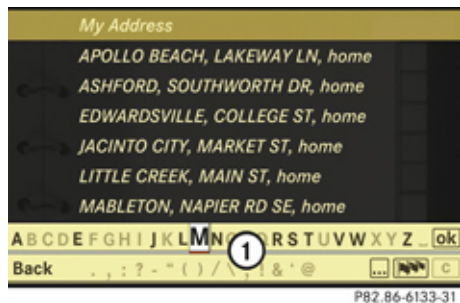 My Address
APOLLO BEACH, LAKEWAY LN, home
ASHFORD, SOUTHWORTH DR, home
EDWARDSVILLE, COLLEGE ST, home
JACINTO CITY, MARKET ST, home
LITTLE CREEK, MAIN ST, home
MABLETON, NAPIER RD SE, home
A B C D E F G H I J K L M N 1 Q R S T U V W X Y Z _ ok
Back . , : ? - " ( ) / \ ! & ' @ ... c
P82.86-6133-31